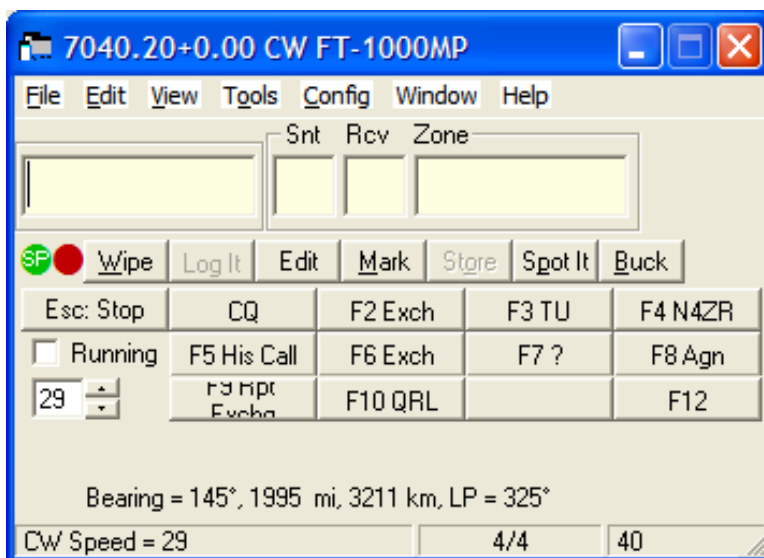 7040.20+0.00 CW FT-1000MP
File Edit View Tools Config Window Help
Snt Rcv Zone
SP Wipe Log It Edit Mark Store Spot It Buck
Esc: Stop CQ F2 Exch F3 TU F4 N4ZR
Running F5 His Call F6 Exch F7 ? F8 Agn
29 F9 Rpt Exchg F10 QRL F12
Bearing = 145°, 1995 mi, 3211 km, LP = 325°
CW Speed = 29 4/4 40